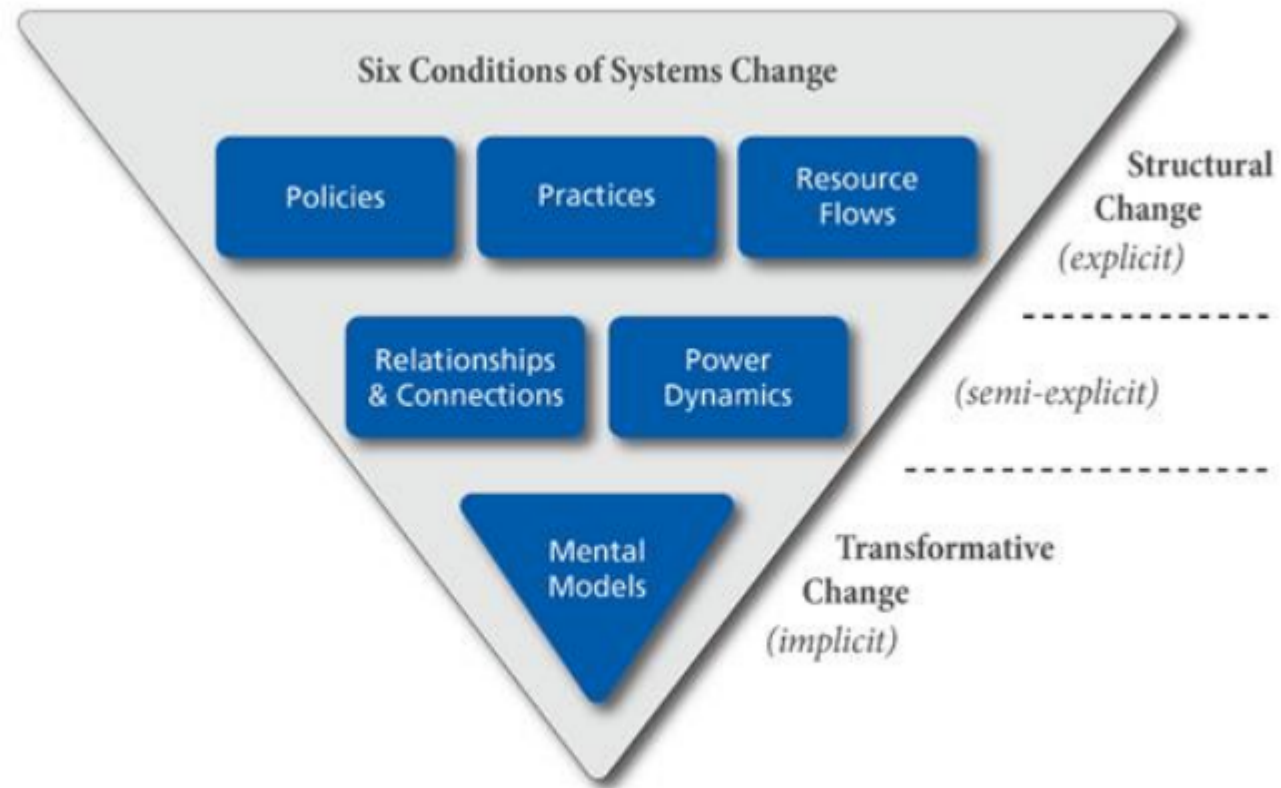 Six Conditions of Systems Change
Policies
Practices
Resource
Flows
Structural
Change
(explicit)
Relationships
& Connections
Power
Dynamics
(semi-explicit)
Mental
Models
Transformative
Change
(implicit)